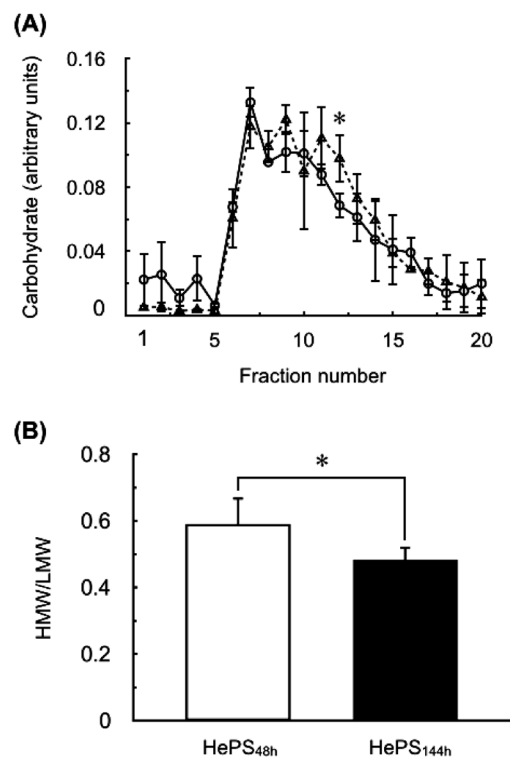 (A)
Carbohydrate (arbitrary units)
0.16
0.12
0.08
0.04
0
*
1 5 10 15 20
Fraction number
(B)
HMW/LMW
0.8
0.6
0.4
0.2
0
*
HePS48h HePS144h